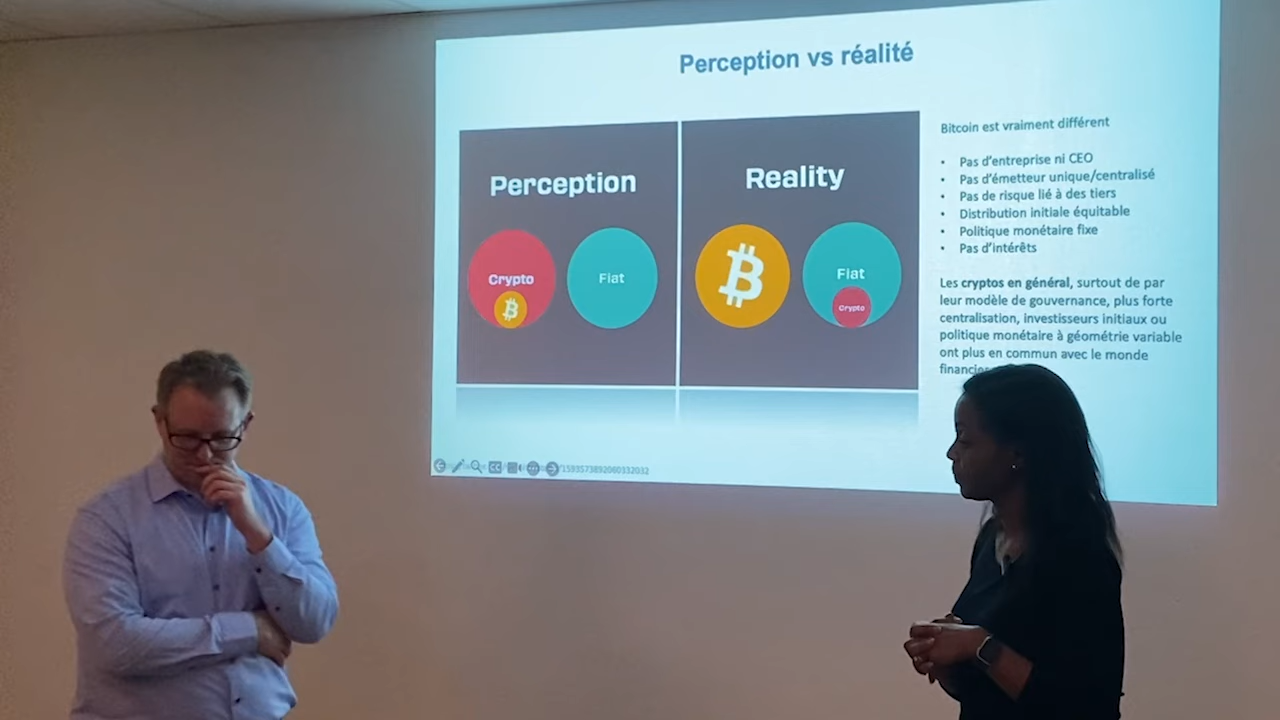 Perception vs réalité
Perception
Crypto
Fiat
Reality
Fiat
Crypto
Bitcoin est vraiment différent
• Pas d'entreprise ni CEO
• Pas d'émetteur unique/centralisé
• Pas de risque lié à des tiers
• Distribution initiale équitable
• Politique monétaire fixe
• Pas d'intérêts
Les cryptos en général, surtout de par
leur modèle de gouvernance, plus forte
centralisation, investisseurs initiaux ou
politique monétaire à géométrie variable
ont plus en commun avec le monde
/1593573892060332032